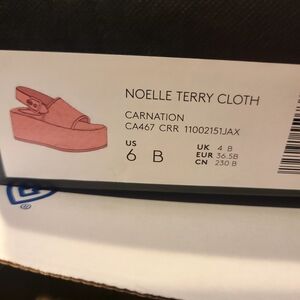 NOELLE TERRY CLOTH
CARNATION
CA467 CRR 11002151JAX
US
6 B
UK 4 B
EUR 36.5B
CN 230 B
®